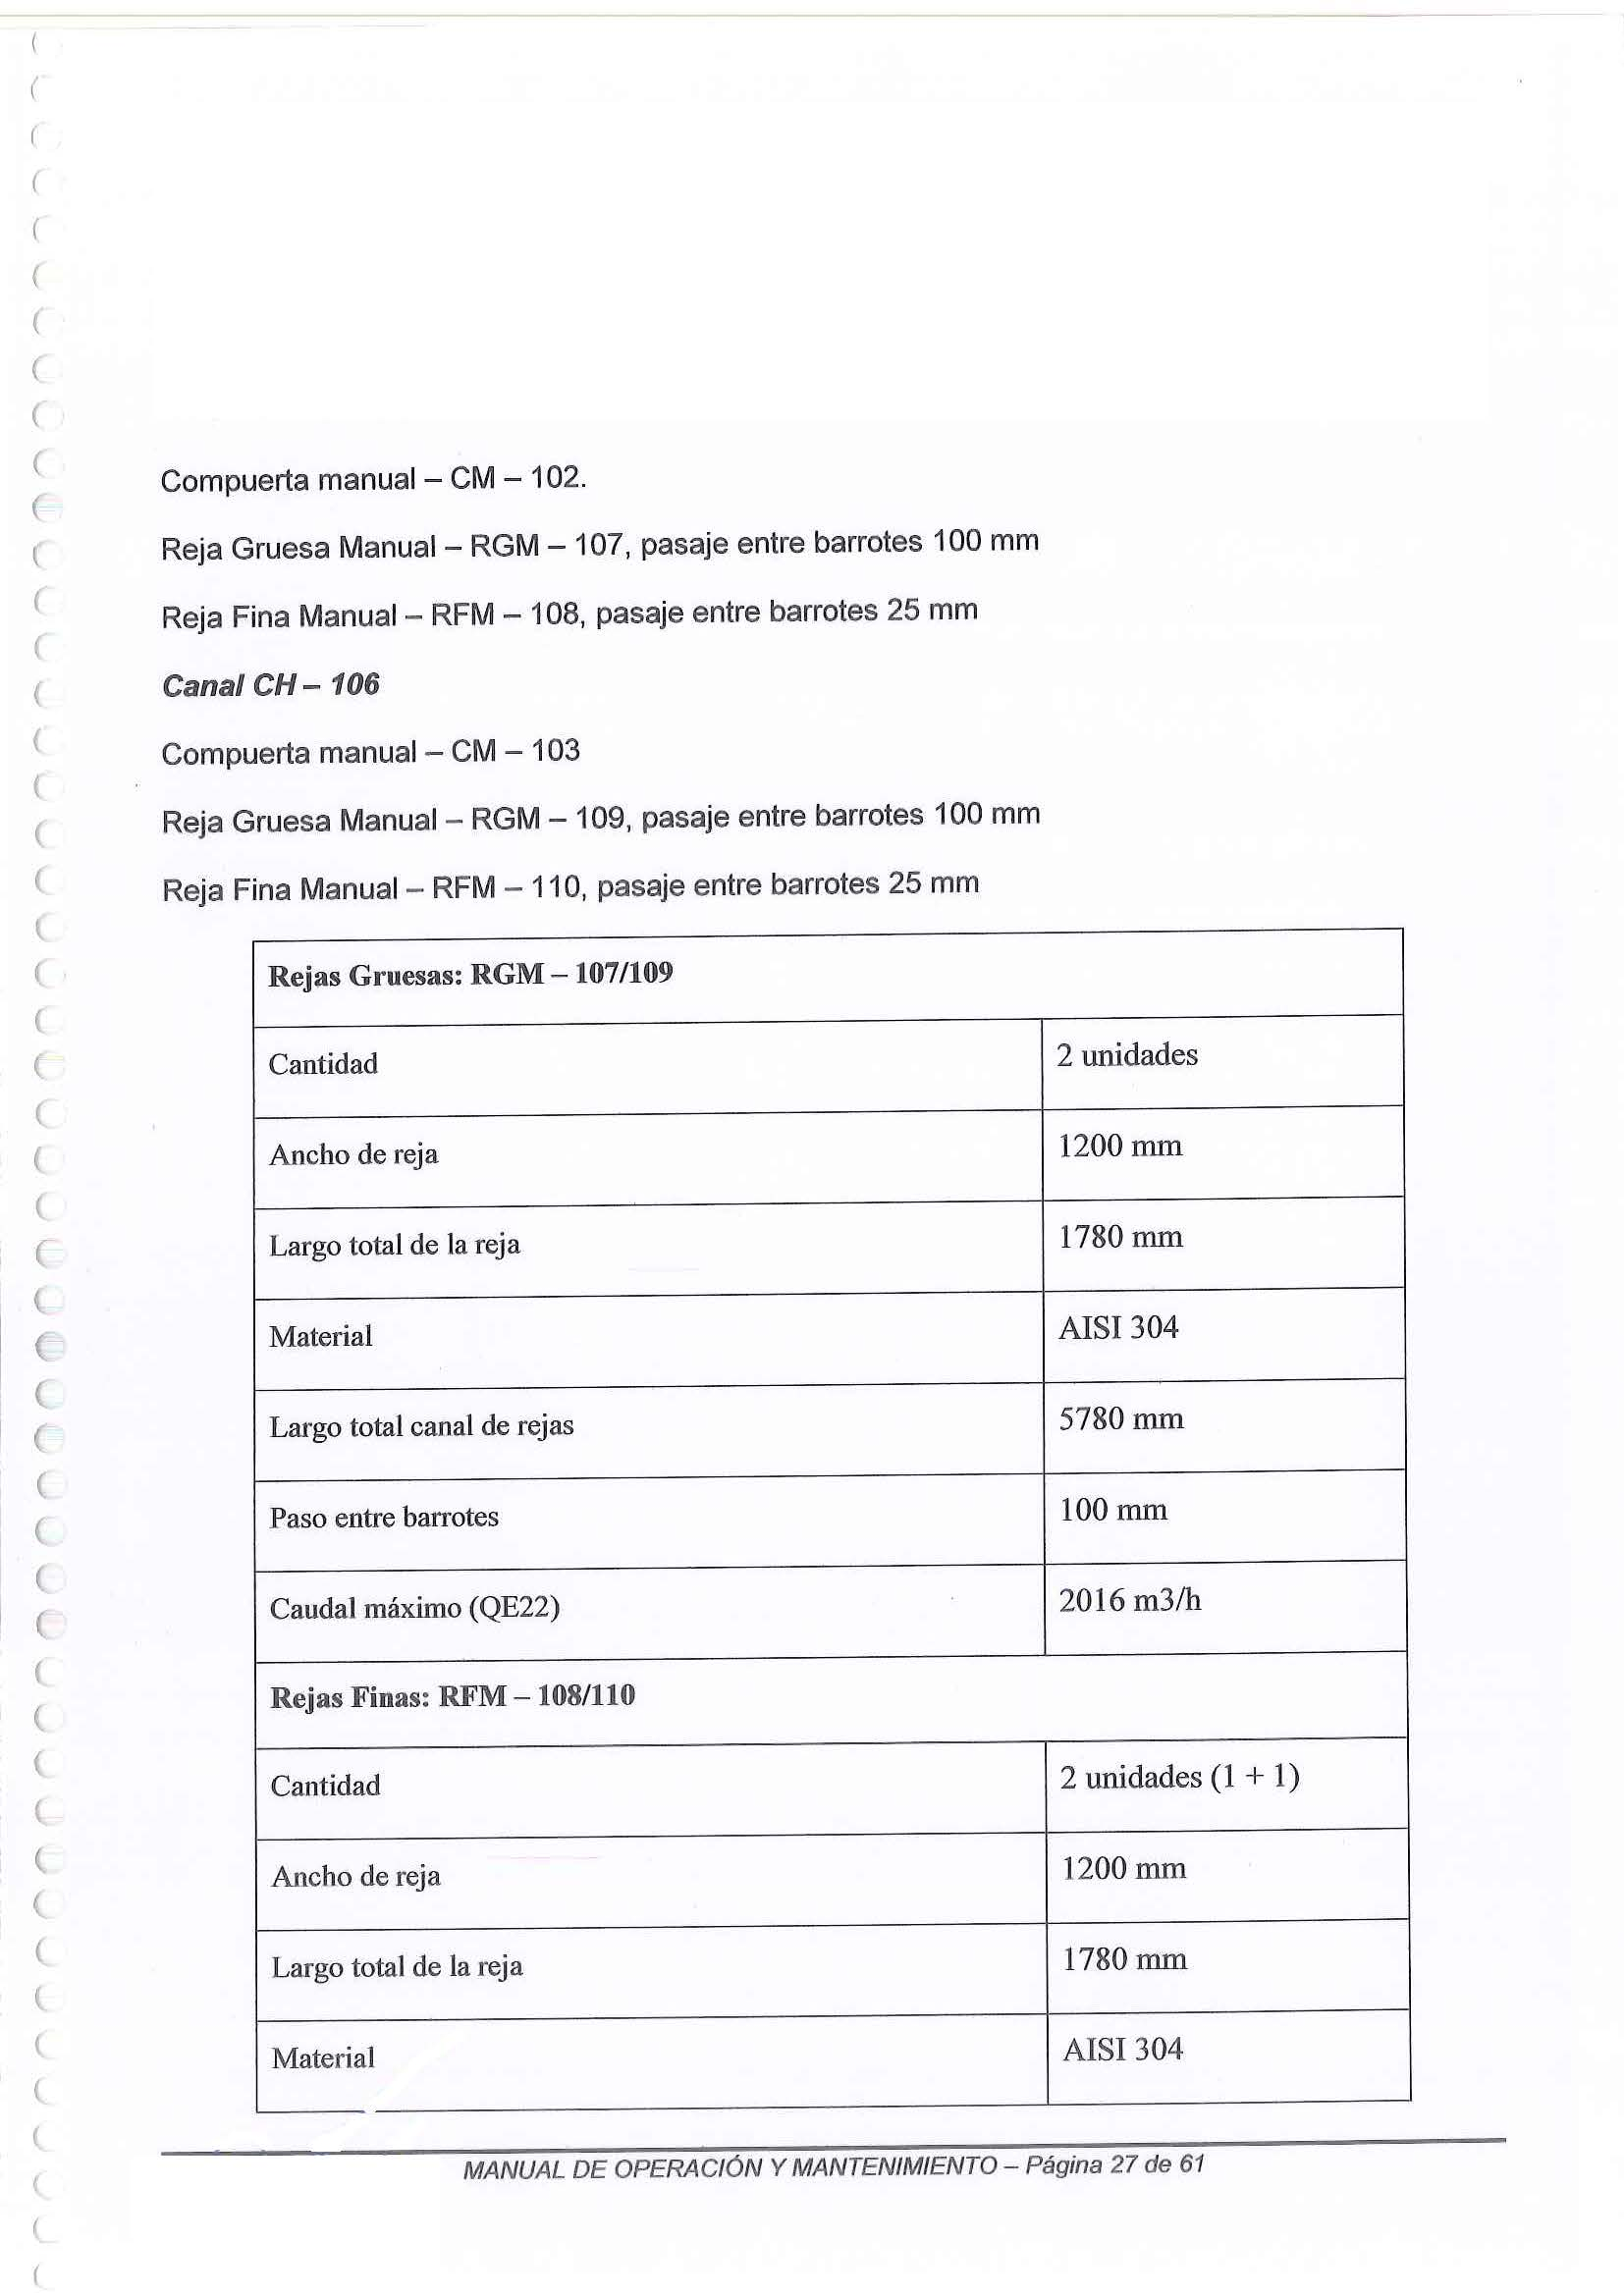 Compuerta manual – CM – 102.
Reja Gruesa Manual – RGM – 107, pasaje entre barrotes 100 mm
Reja Fina Manual – RFM – 108, pasaje entre barrotes 25 mm
Canal CH – 106
Compuerta manual – CM – 103
Reja Gruesa Manual – RGM – 109, pasaje entre barrotes 100 mm
Reja Fina Manual – RFM – 110, pasaje entre barrotes 25 mm
Rejas Gruesas: RGM – 107/109
Cantidad 2 unidades
Ancho de reja 1200 mm
Largo total de la reja 1780 mm
Material AISI 304
Largo total canal de rejas 5780 mm
Paso entre barrotes 100 mm
Caudal máximo (QE22) 2016 m3/h
Rejas Finas: RFM – 108/110
Cantidad 2 unidades (1 + 1)
Ancho de reja 1200 mm
Largo total de la reja 1780 mm
Material AISI 304
MANUAL DE OPERACIÓN Y MANTENIMIENTO – Página 27 de 61